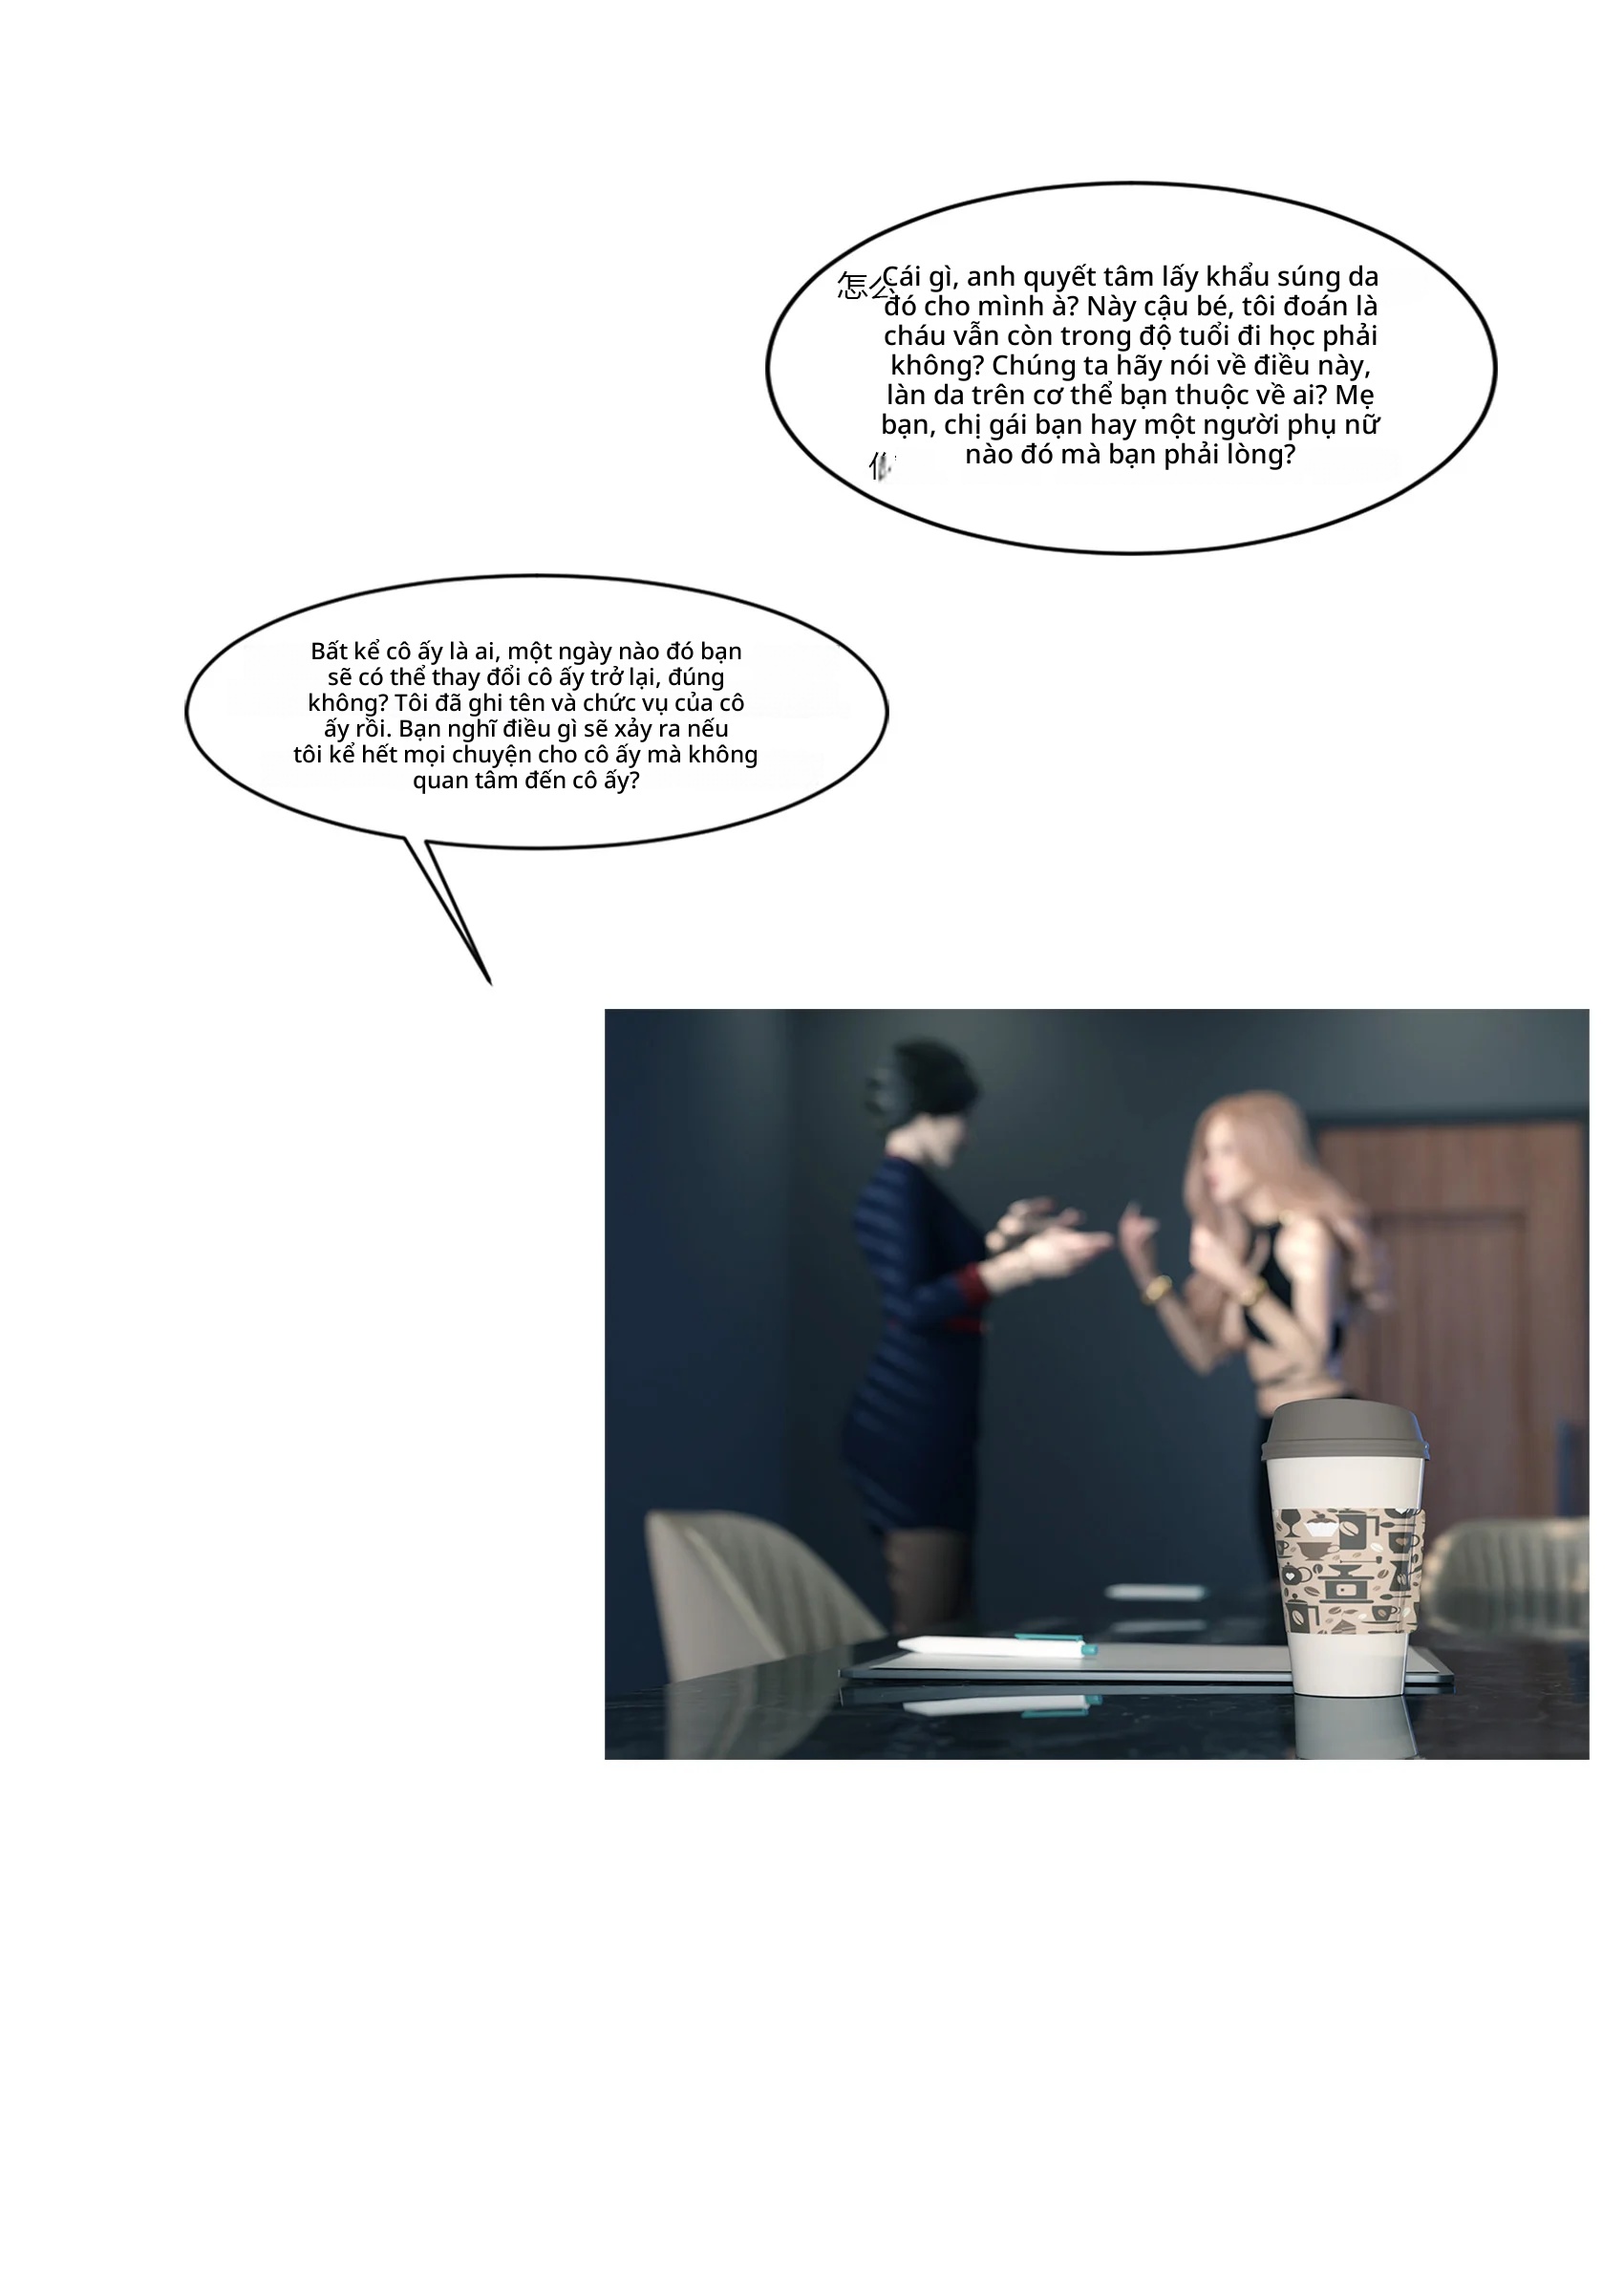 怎么
Cái gì, anh quyết tâm lấy khẩu súng da
đó cho mình à? Này cậu bé, tôi đoán là
cháu vẫn còn trong độ tuổi đi học phải
không? Chúng ta hãy nói về điều này,
làn da trên cơ thể bạn thuộc về ai? Mẹ
bạn, chị gái bạn hay một người phụ nữ
nào đó mà bạn phải lòng?
Bất kể cô ấy là ai, một ngày nào đó bạn
sẽ có thể thay đổi cô ấy trở lại, đúng
không? Tôi đã ghi tên và chức vụ của cô
ấy rồi. Bạn nghĩ điều gì sẽ xảy ra nếu
tôi kể hết mọi chuyện cho cô ấy mà không
quan tâm đến cô ấy?